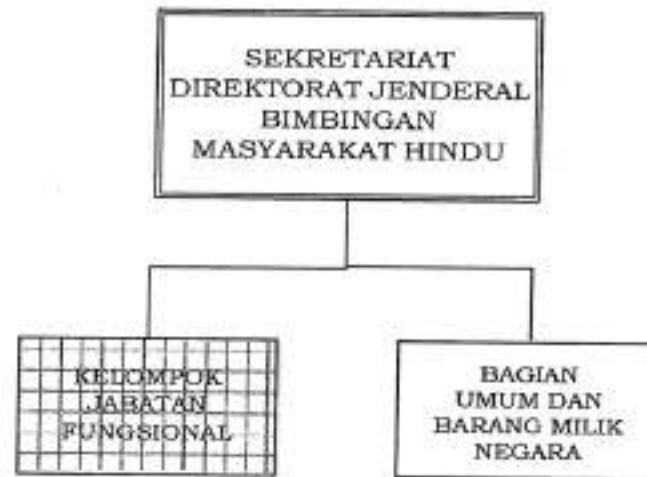 SEKRETARIAT
DIREKTORAT JENDERAL
BIMBINGAN
MASYARAKAT HINDU
KELOMPOK
JABATAN
FUNGSIONAL
BAGIAN
UMUM DAN
BARANG MILIK
NEGARA